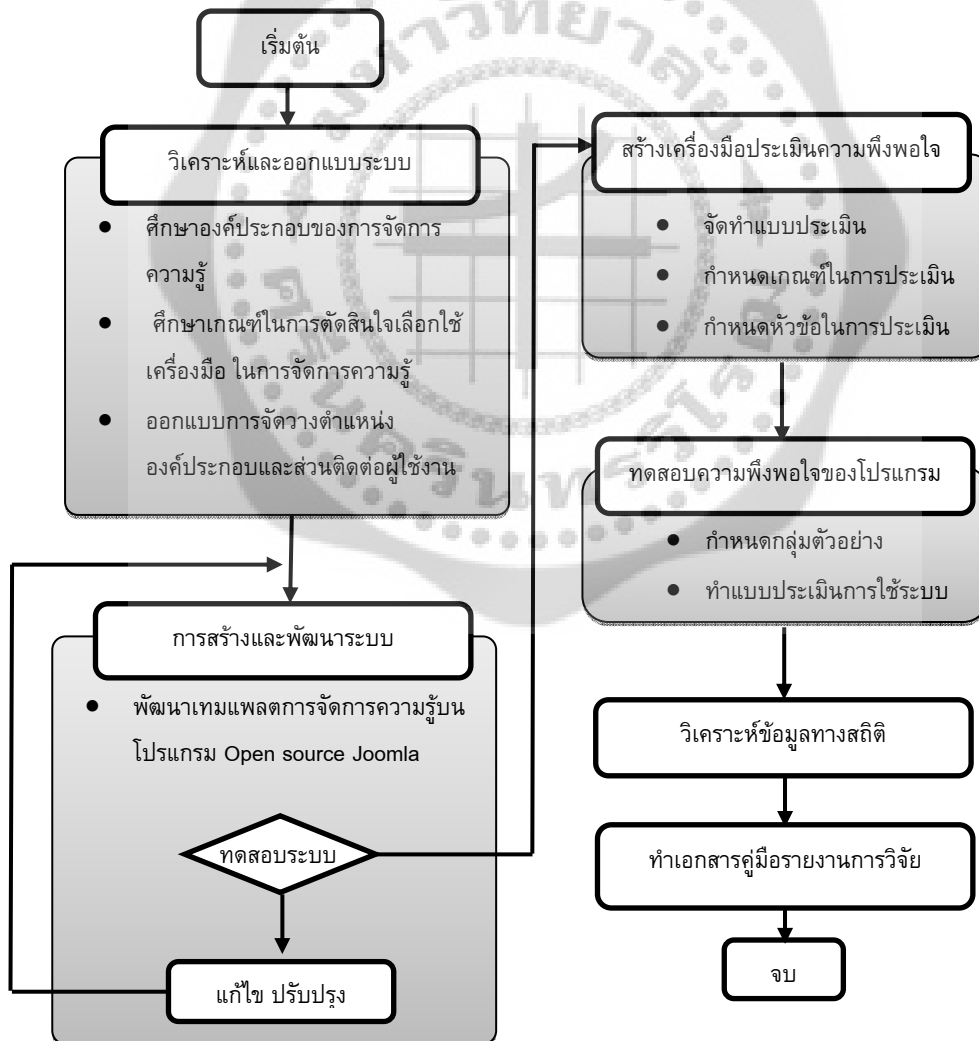 เริ่มต้น
วิเคราะห์และออกแบบระบบ
● ศึกษาองค์ประกอบของการจัดการ
ความรู้
● ศึกษาเกณฑ์ในการตัดสินใจเลือกใช้
เครื่องมือ ในการจัดการความรู้
● ออกแบบการจัดวางตำแหน่ง
องค์ประกอบและส่วนติดต่อผู้ใช้งาน
การสร้างและพัฒนาระบบ
● พัฒนาเทมแพลตการจัดการความรู้บน
โปรแกรม Open source Joomla
ทดสอบระบบ
แก้ไข ปรับปรุง
สร้างเครื่องมือประเมินความพึงพอใจ
● จัดทำแบบประเมิน
● กำหนดเกณฑ์ในการประเมิน
● กำหนดหัวข้อในการประเมิน
ทดสอบความพึงพอใจของโปรแกรม
● กำหนดกลุ่มตัวอย่าง
● ทำแบบประเมินการใช้ระบบ
วิเคราะห์ข้อมูลทางสถิติ
ทำเอกสารคู่มือรายงานการวิจัย
จบ